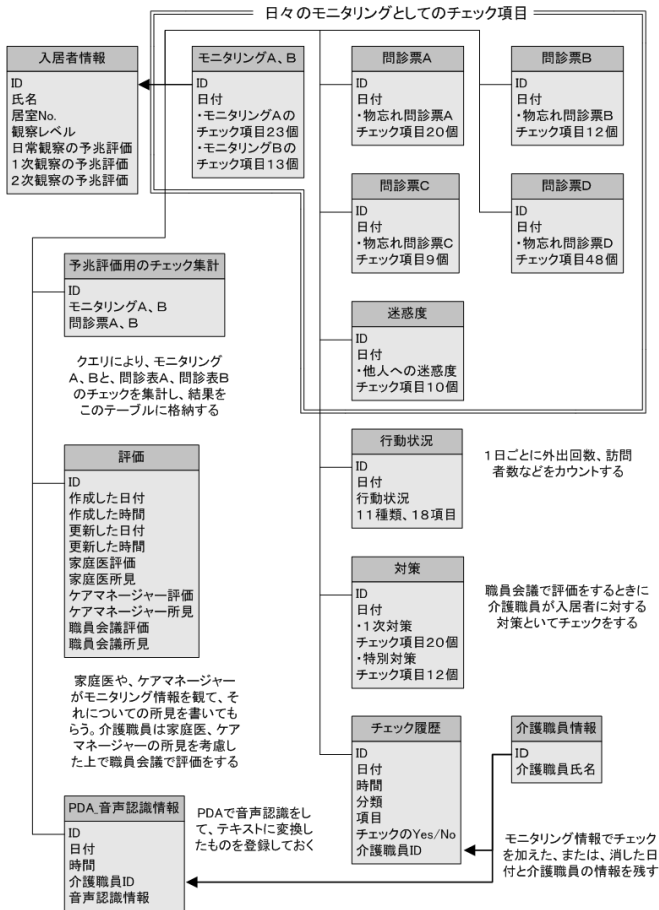 日々のモニタリングとしてのチェック項目
入居者情報
ID
氏名
居室No.
観察レベル
日常観察の予兆評価
1次観察の予兆評価
2次観察の予兆評価
モニタリングA、B
ID
日付
・モニタリングAの
チェック項目23個
・モニタリングBの
チェック項目13個
問診票A
ID
日付
・物忘れ問診票A
チェック項目20個
問診票B
ID
日付
・物忘れ問診票B
チェック項目12個
問診票C
ID
日付
・物忘れ問診票C
チェック項目9個
問診票D
ID
日付
・物忘れ問診票D
チェック項目48個
予兆評価用のチェック集計
ID
モニタリングA、B
問診票A、B
クエリにより、モニタリング
A、Bと、問診表A、問診表B
のチェックを集計し、結果を
このテーブルに格納する
迷惑度
ID
日付
・他人への迷惑度
チェック項目10個
評価
ID
作成した日付
作成した時間
更新した日付
更新した時間
家庭医評価
家庭医所見
ケアマネージャー評価
ケアマネージャー所見
職員会議評価
職員会議所見
家庭医や、ケアマネージャー
がモニタリング情報を観て、そ
れについての所見を書いても
らう。介護職員は家庭医、ケア
マネージャーの所見を考慮し
た上で職員会議で評価をする
行動状況
ID
日付
行動状況
11種類、18項目
1日ごとに外出回数、訪問
者数などをカウントする
対策
ID
日付
・1次対策
チェック項目20個
・特別対策
チェック項目12個
職員会議で評価をするときに
介護職員が入居者に対する
対策といてチェックをする
チェック履歴
ID
日付
時間
分類
項目
チェックのYes/No
介護職員ID
介護職員情報
ID
介護職員氏名
モニタリング情報でチェック
を加えた、または、消した日
付と介護職員の情報を残す
PDA_音声認識情報
ID
日付
時間
介護職員ID
音声認識情報
PDAで音声認識をし
て、テキストに変換し
たものを登録しておく